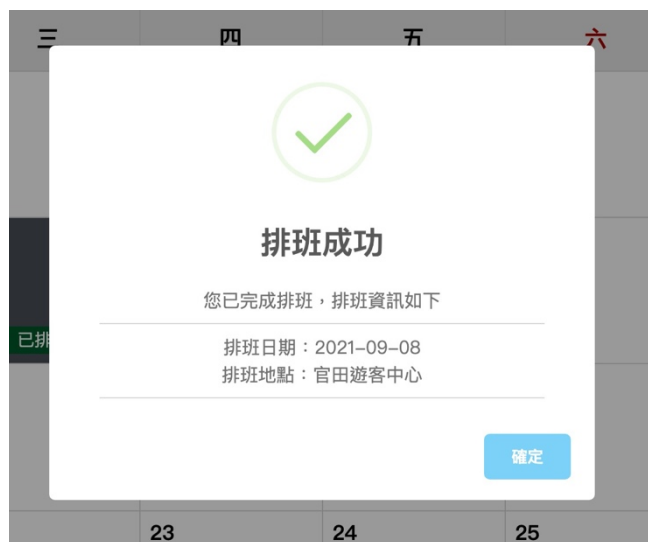 三 四 五 六
排班成功
您已完成排班，排班資訊如下
已排
排班日期：2021-09-08
排班地點：官田遊客中心
確定
23 24 25